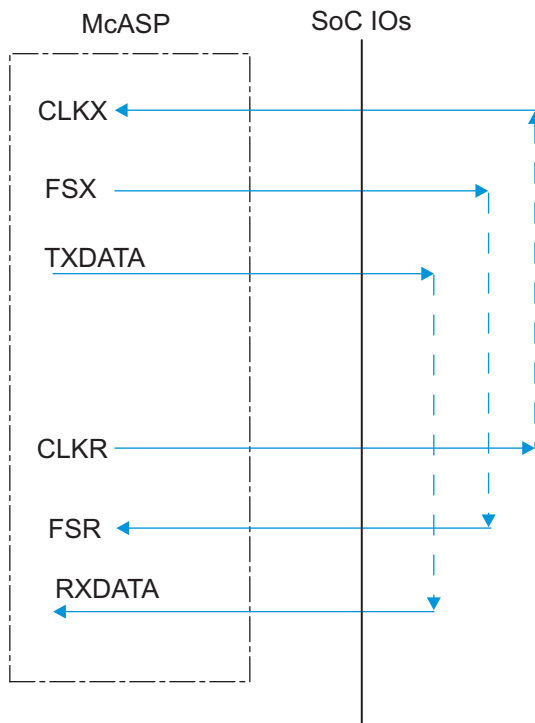 McASP
SoC IOs
CLKX
FSX
TXDATA
CLKR
FSR
RXDATA